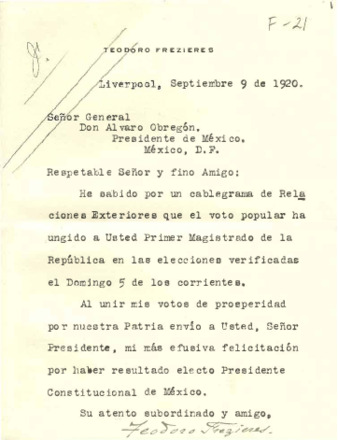 F-21
TEODORO FREZIERES
Liverpool, Septiembre 9 de 1920.
Señor General
Don Alvaro Obregón.
Presidente de México.
México, D.F.
Respetable Señor y fino Amigo:
He sabido por un cablegrama de Rela
ciones Exteriores que el voto popular ha
ungido a Usted Primer Magistrado de la
República en las elecciones verificadas
el Domingo 5 de los corrientes.
Al unir mis votos de prosperidad
por nuestra Patria envío a Usted, Señor
Presidente, mi más efusiva felicitación
por haber resultado electo Presidente
Constitucional de México.
Su atento subordinado y amigo,
Teodoro Frezieres.